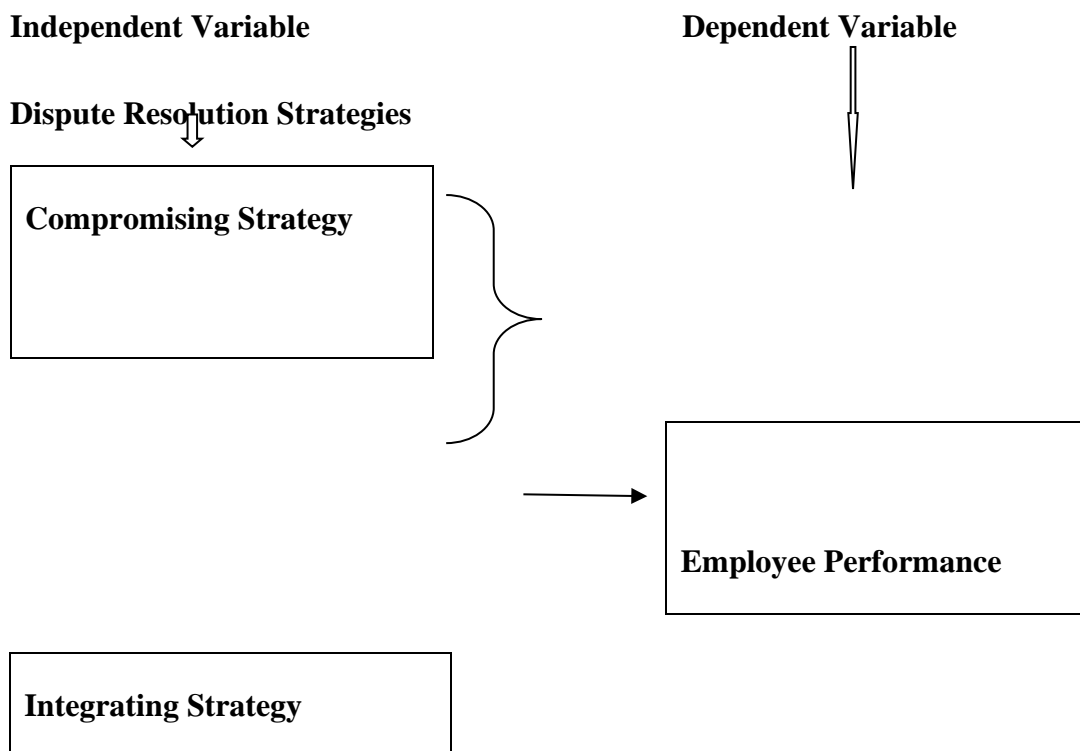 Independent Variable
Dependent Variable
Dispute Resolution Strategies
Compromising Strategy
Employee Performance
Integrating Strategy